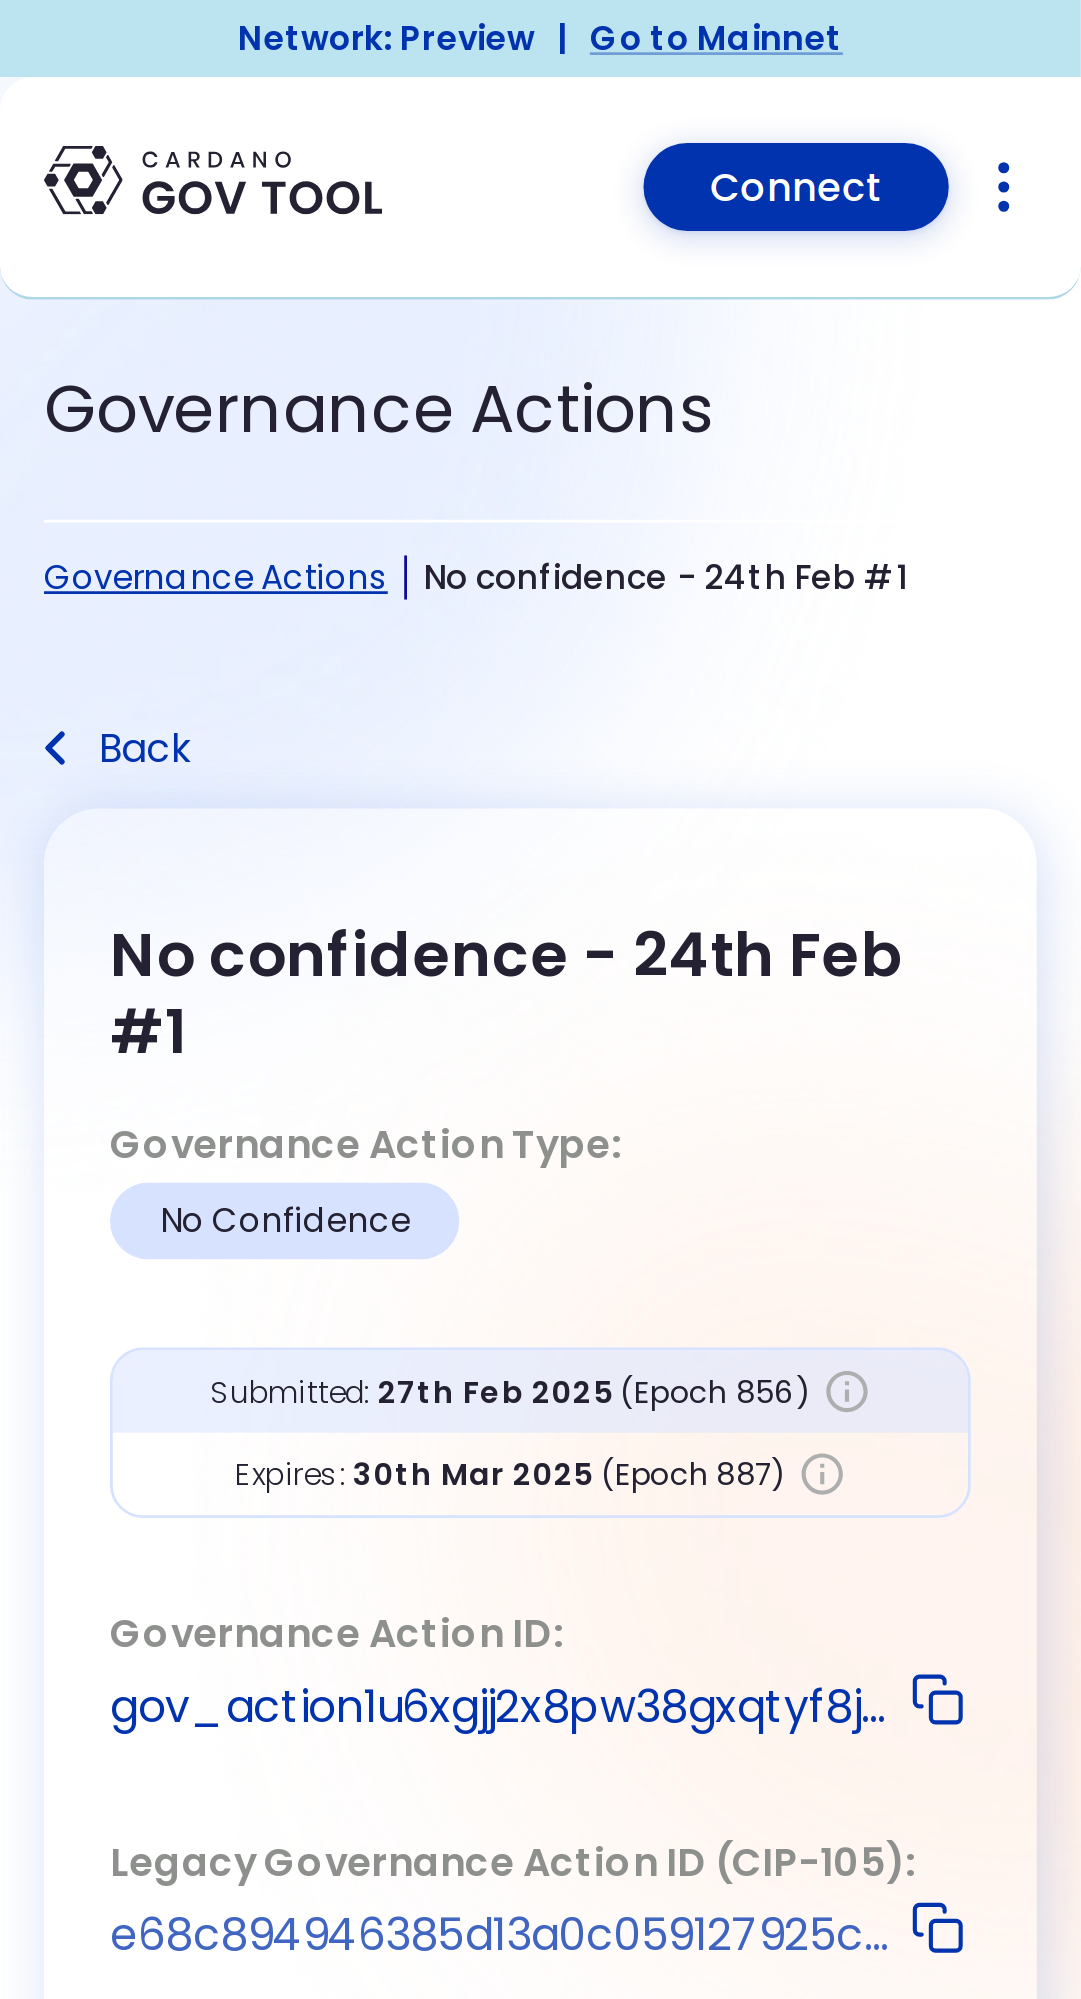 Network: Preview | Go to Mainnet
CARDANO
GOV TOOL
Connect
Governance Actions
Governance Actions | No confidence - 24th Feb #1
Back
No confidence - 24th Feb
#1
Governance Action Type:
No Confidence
Submitted: 27th Feb 2025 (Epoch 856)
Expires: 30th Mar 2025 (Epoch 887)
Governance Action ID:
gov_action1u6xgjj2x8pw38gxqtyf8j...
Legacy Governance Action ID (CIP-105):
e68c894946385d13a0c059127925c...